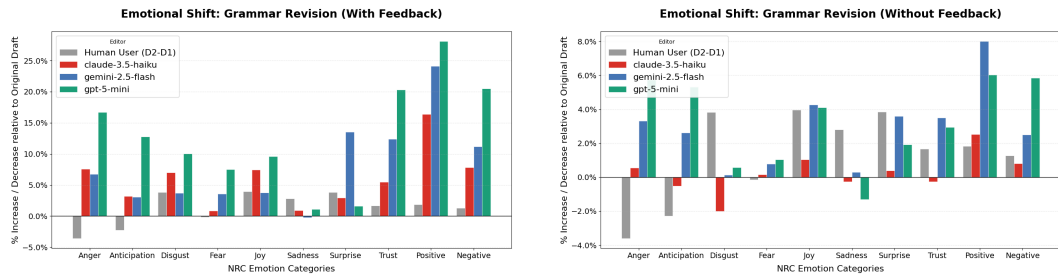 Emotional Shift: Grammar Revision (With Feedback)
% Increase / Decrease relative to Original Draft
25.0%
20.0%
15.0%
10.0%
5.0%
0.0%
−5.0%
Editor
Human User (D2-D1)
claude-3.5-haiku
gemini-2.5-flash
gpt-5-mini
Anger Anticipation Disgust Fear Joy Sadness Surprise Trust Positive Negative
NRC Emotion Categories
Emotional Shift: Grammar Revision (Without Feedback)
% Increase / Decrease relative to Original Draft
8.0%
6.0%
4.0%
2.0%
0.0%
−2.0%
−4.0%
Editor
Human User (D2-D1)
claude-3.5-haiku
gemini-2.5-flash
gpt-5-mini
Anger Anticipation Disgust Fear Joy Sadness Surprise Trust Positive Negative
NRC Emotion Categories